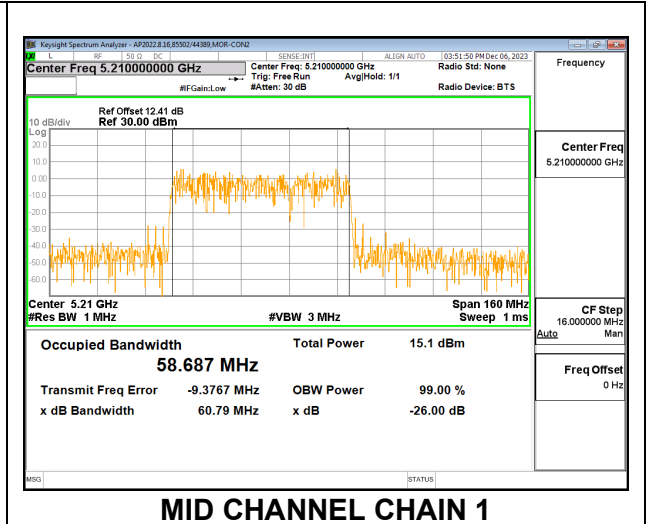 Keysight Spectrum Analyzer - AP2022.8.16,85502/44389,MOR-CON2
L RF 50 Ω DC SENSE:INT ALIGN AUTO 03:51:50 PM Dec 06, 2023
Center Freq 5.210000000 GHz
Center Freq: 5.210000000 GHz Radio Std: None
Trig: Free Run Avg|Hold: 1/1
#IFGain:Low #Atten: 30 dB Radio Device: BTS
Frequency
Ref Offset 12.41 dB
10 dB/div Ref 30.00 dBm
Log
20.0
10.0
0.00
-10.0
-20.0
-30.0
-40.0
-50.0
-60.0
Center 5.21 GHz Span 160 MHz
#Res BW 1 MHz #VBW 3 MHz Sweep 1 ms
Occupied Bandwidth Total Power 15.1 dBm
58.687 MHz
Transmit Freq Error -9.3767 MHz OBW Power 99.00 %
x dB Bandwidth 60.79 MHz x dB -26.00 dB
Center Freq
5.210000000 GHz
CF Step
16.000000 MHz
Auto Man
Freq Offset
0 Hz
MSG STATUS
MID CHANNEL CHAIN 1